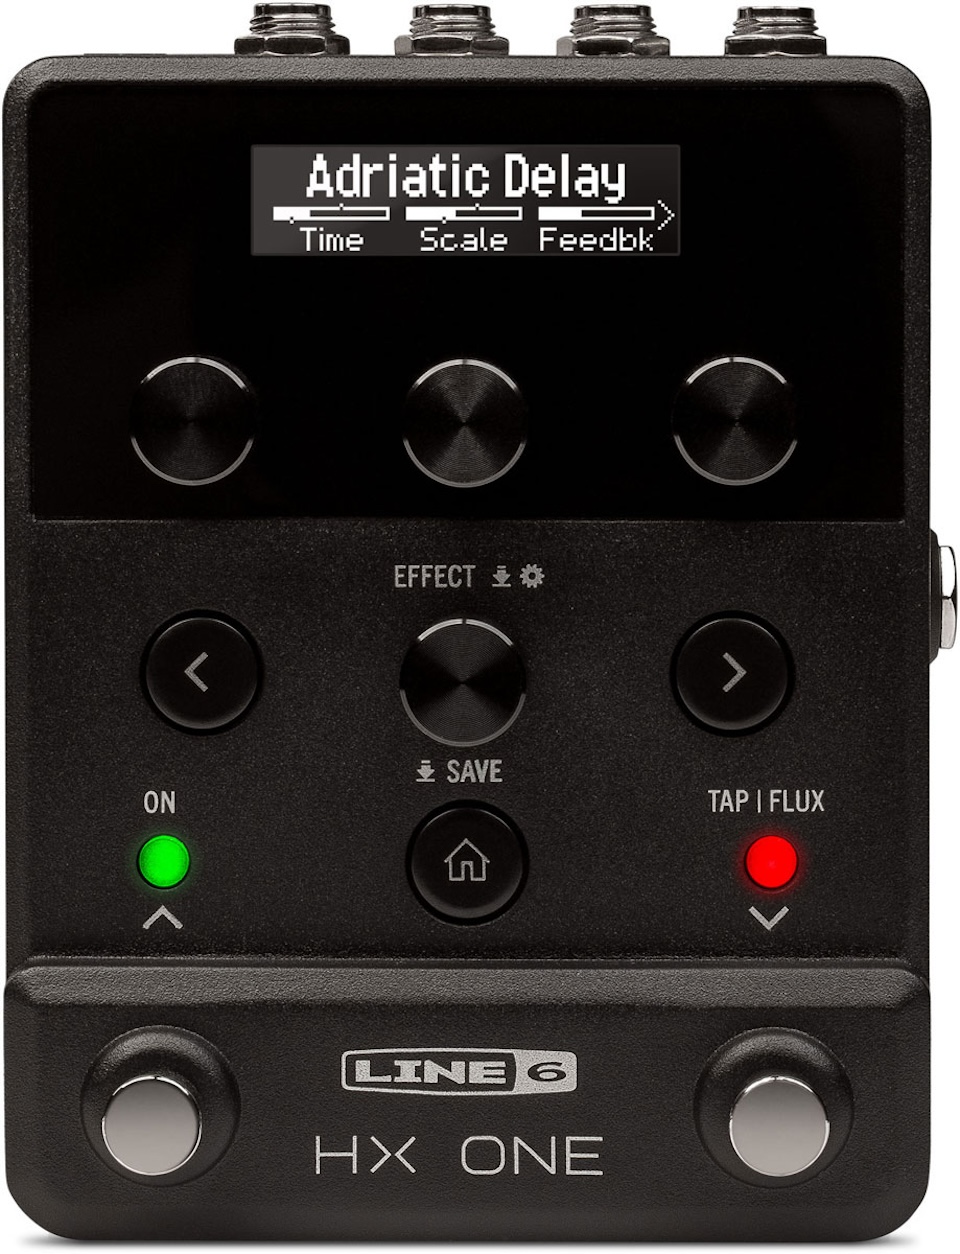 Adriatic Delay
Time Scale Feedbk
EFFECT
SAVE
ON
TAP | FLUX
LINE 6
HX ONE